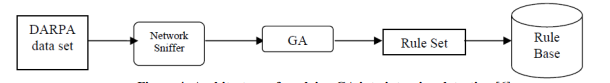 DARPA
data set
Network
Sniffer
GA
Rule Set
Rule
Base